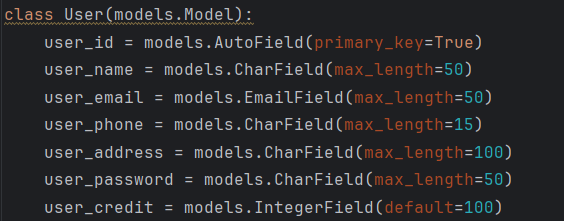 class User(models.Model):
    user_id = models.AutoField(primary_key=True)
    user_name = models.CharField(max_length=50)
    user_email = models.EmailField(max_length=50)
    user_phone = models.CharField(max_length=15)
    user_address = models.CharField(max_length=100)
    user_password = models.CharField(max_length=50)
    user_credit = models.IntegerField(default=100)